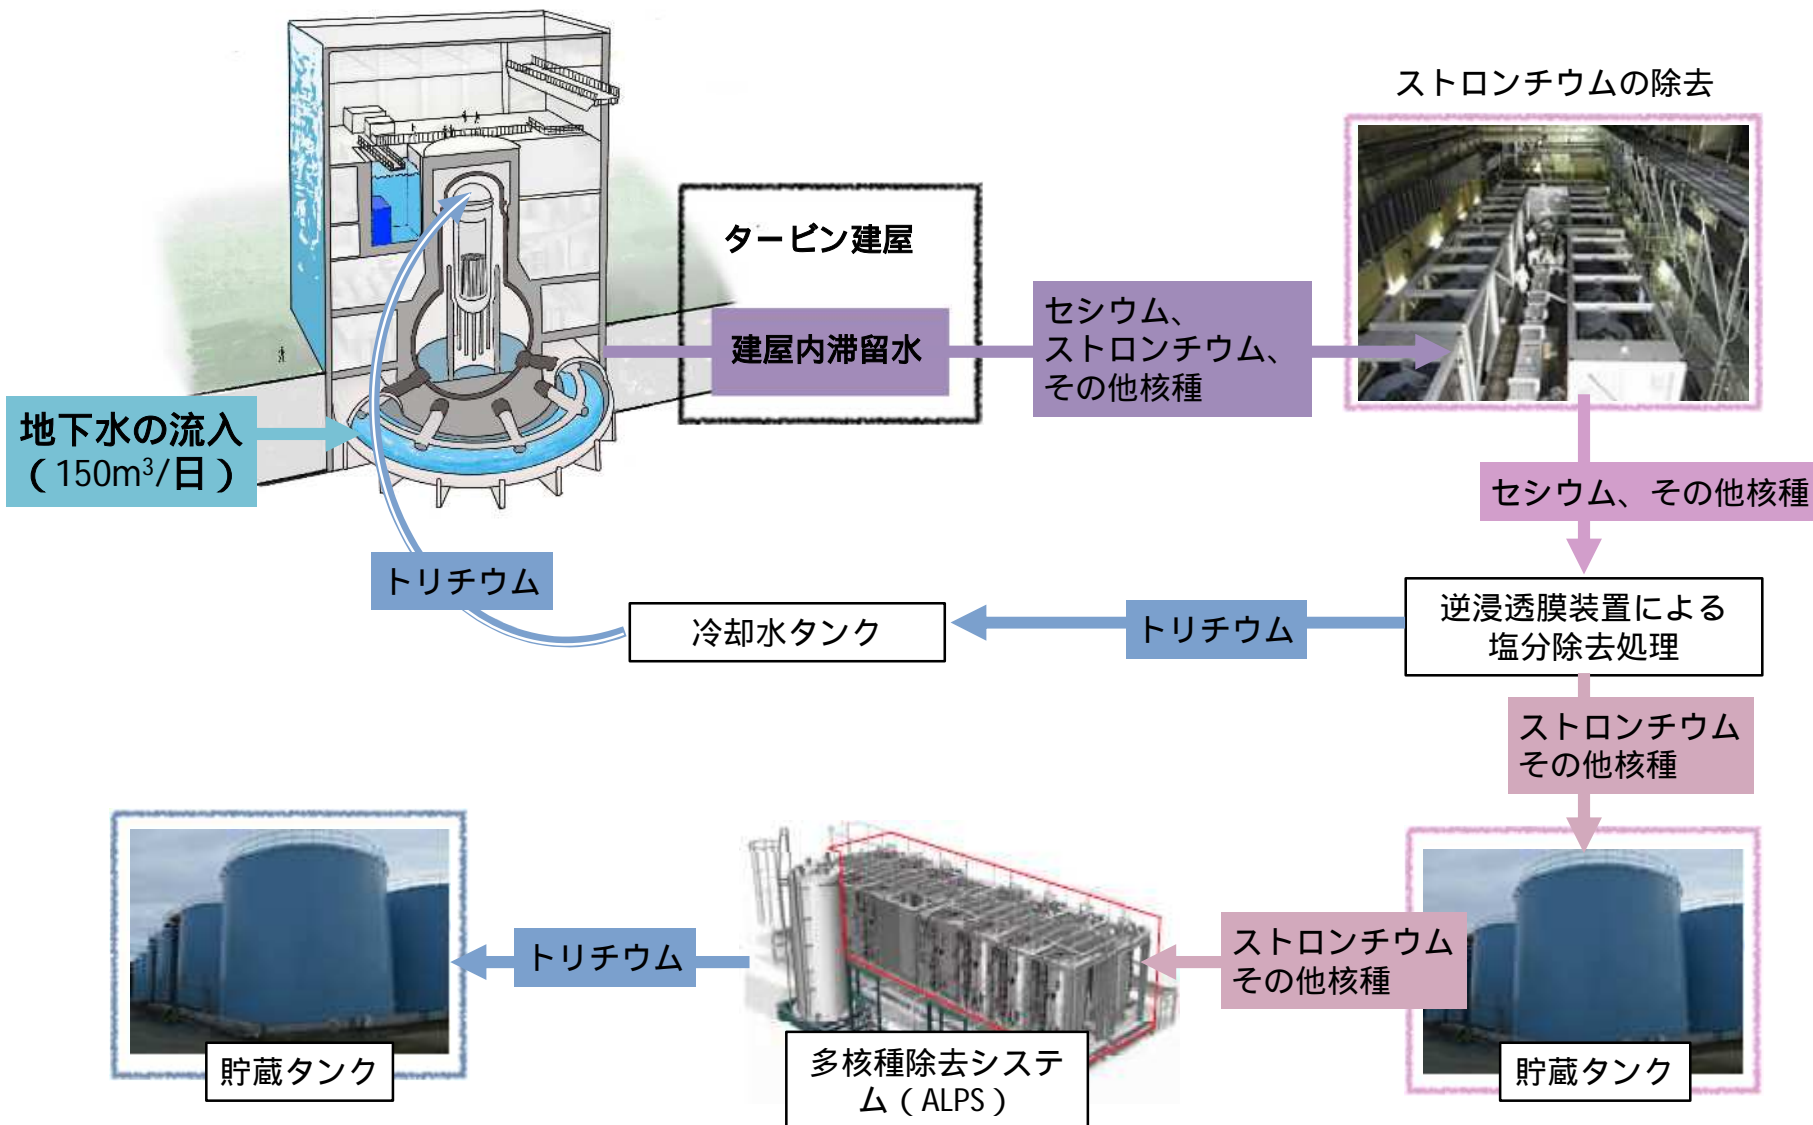 ストロンチウムの除去
タービン建屋
建屋内滞留水
セシウム、
ストロンチウム、
その他核種
地下水の流入
(150m³/日)
セシウム、その他核種
トリチウム
冷却水タンク
トリチウム
逆浸透膜装置による
塩分除去処理
ストロンチウム
その他核種
トリチウム
ストロンチウム
その他核種
貯蔵タンク
多核種除去システ
ム(ALPS)
貯蔵タンク